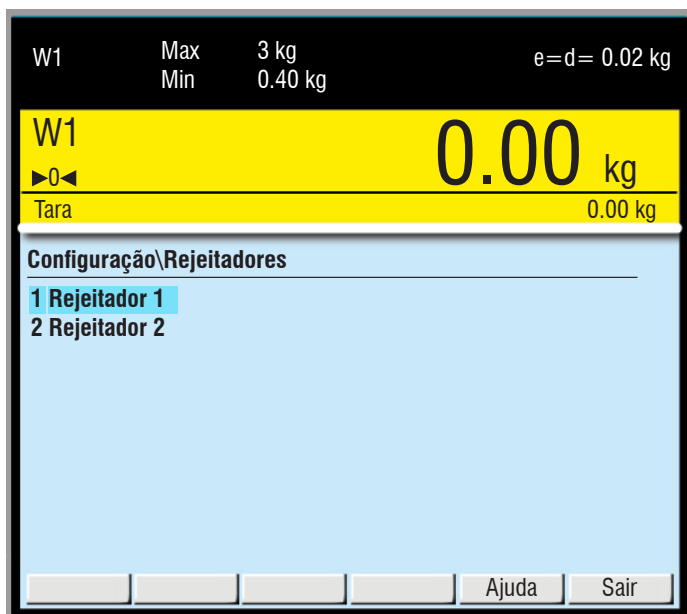 W1 Max 3 kg e=d= 0.02 kg
Min 0.40 kg
W1 0.00 kg
►0◄
Tara 0.00 kg
Configuração\Rejeitadores
1 Rejeitador 1
2 Rejeitador 2
Ajuda Sair